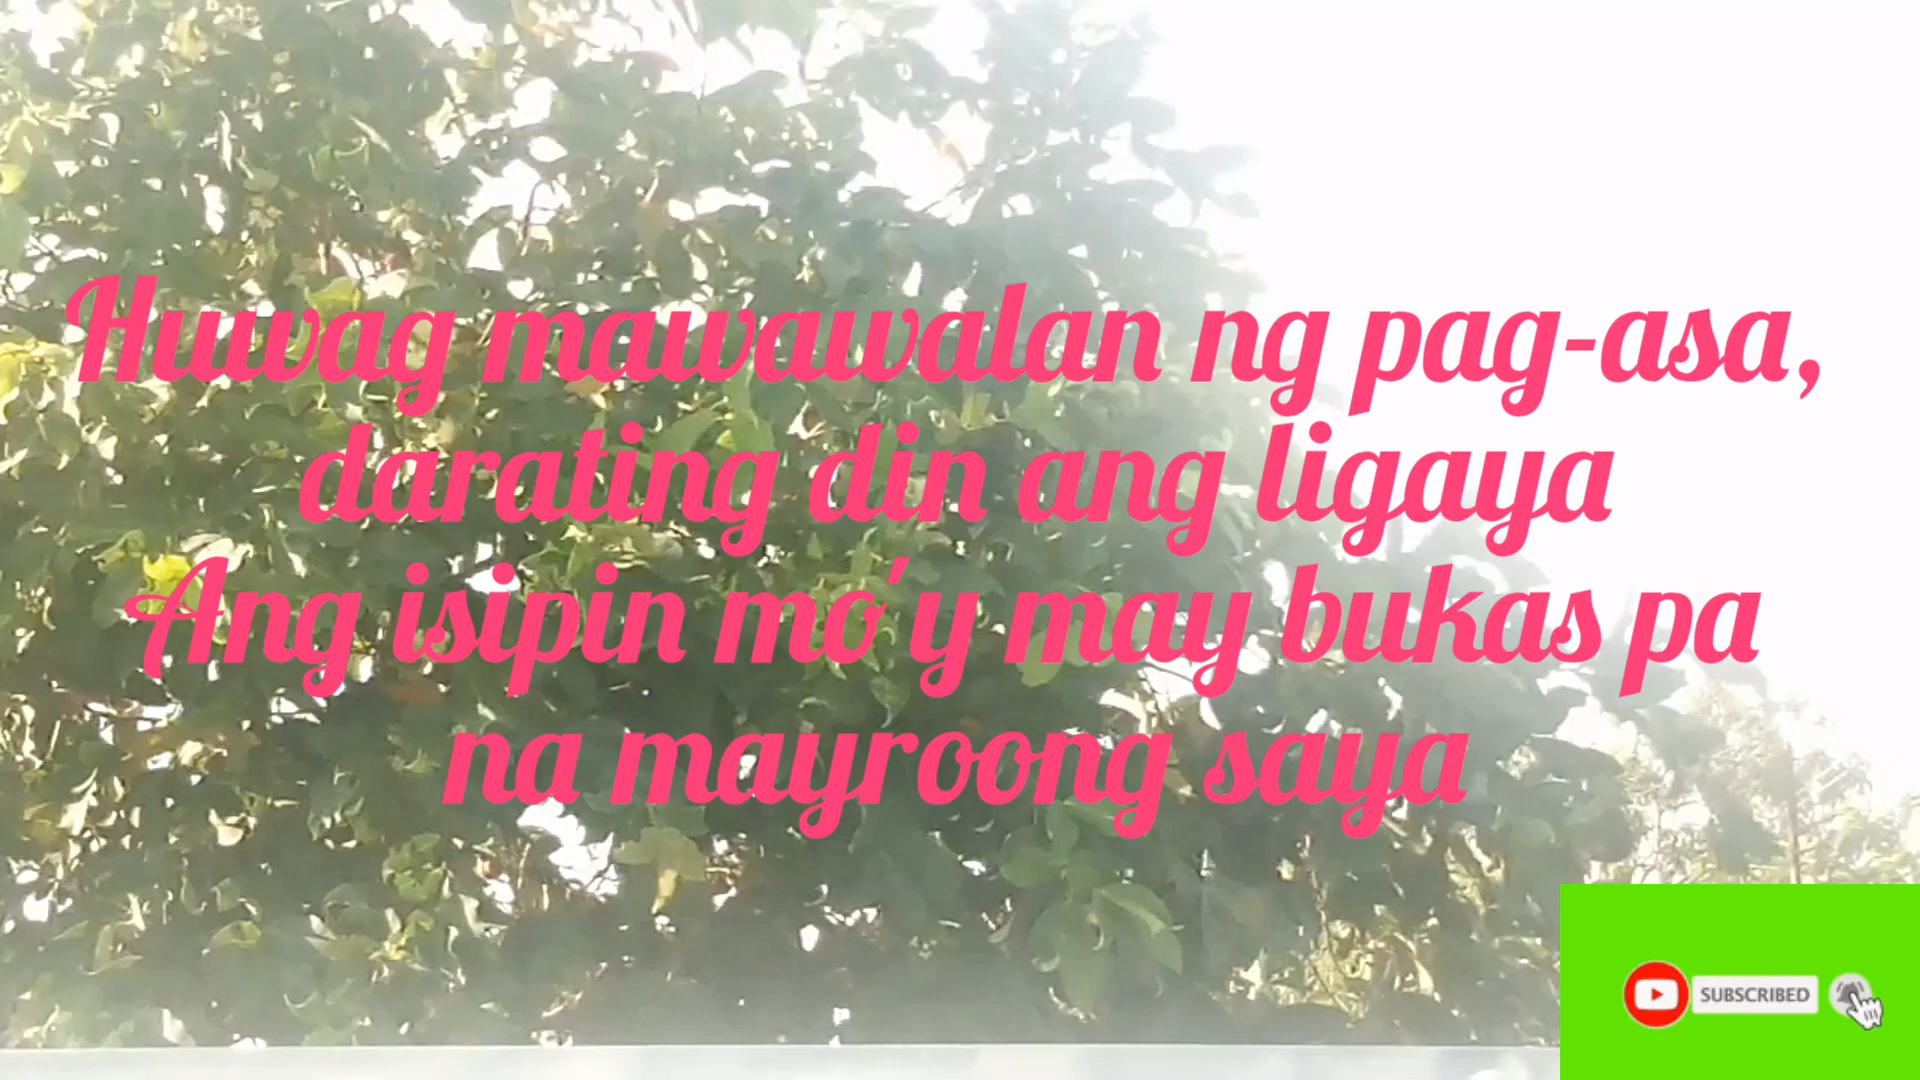 Huwag mawawalan ng pag-asa,
darating din ang ligaya
Ang isipin mo'y may bukas pa
na mayroong saya
SUBSCRIBED